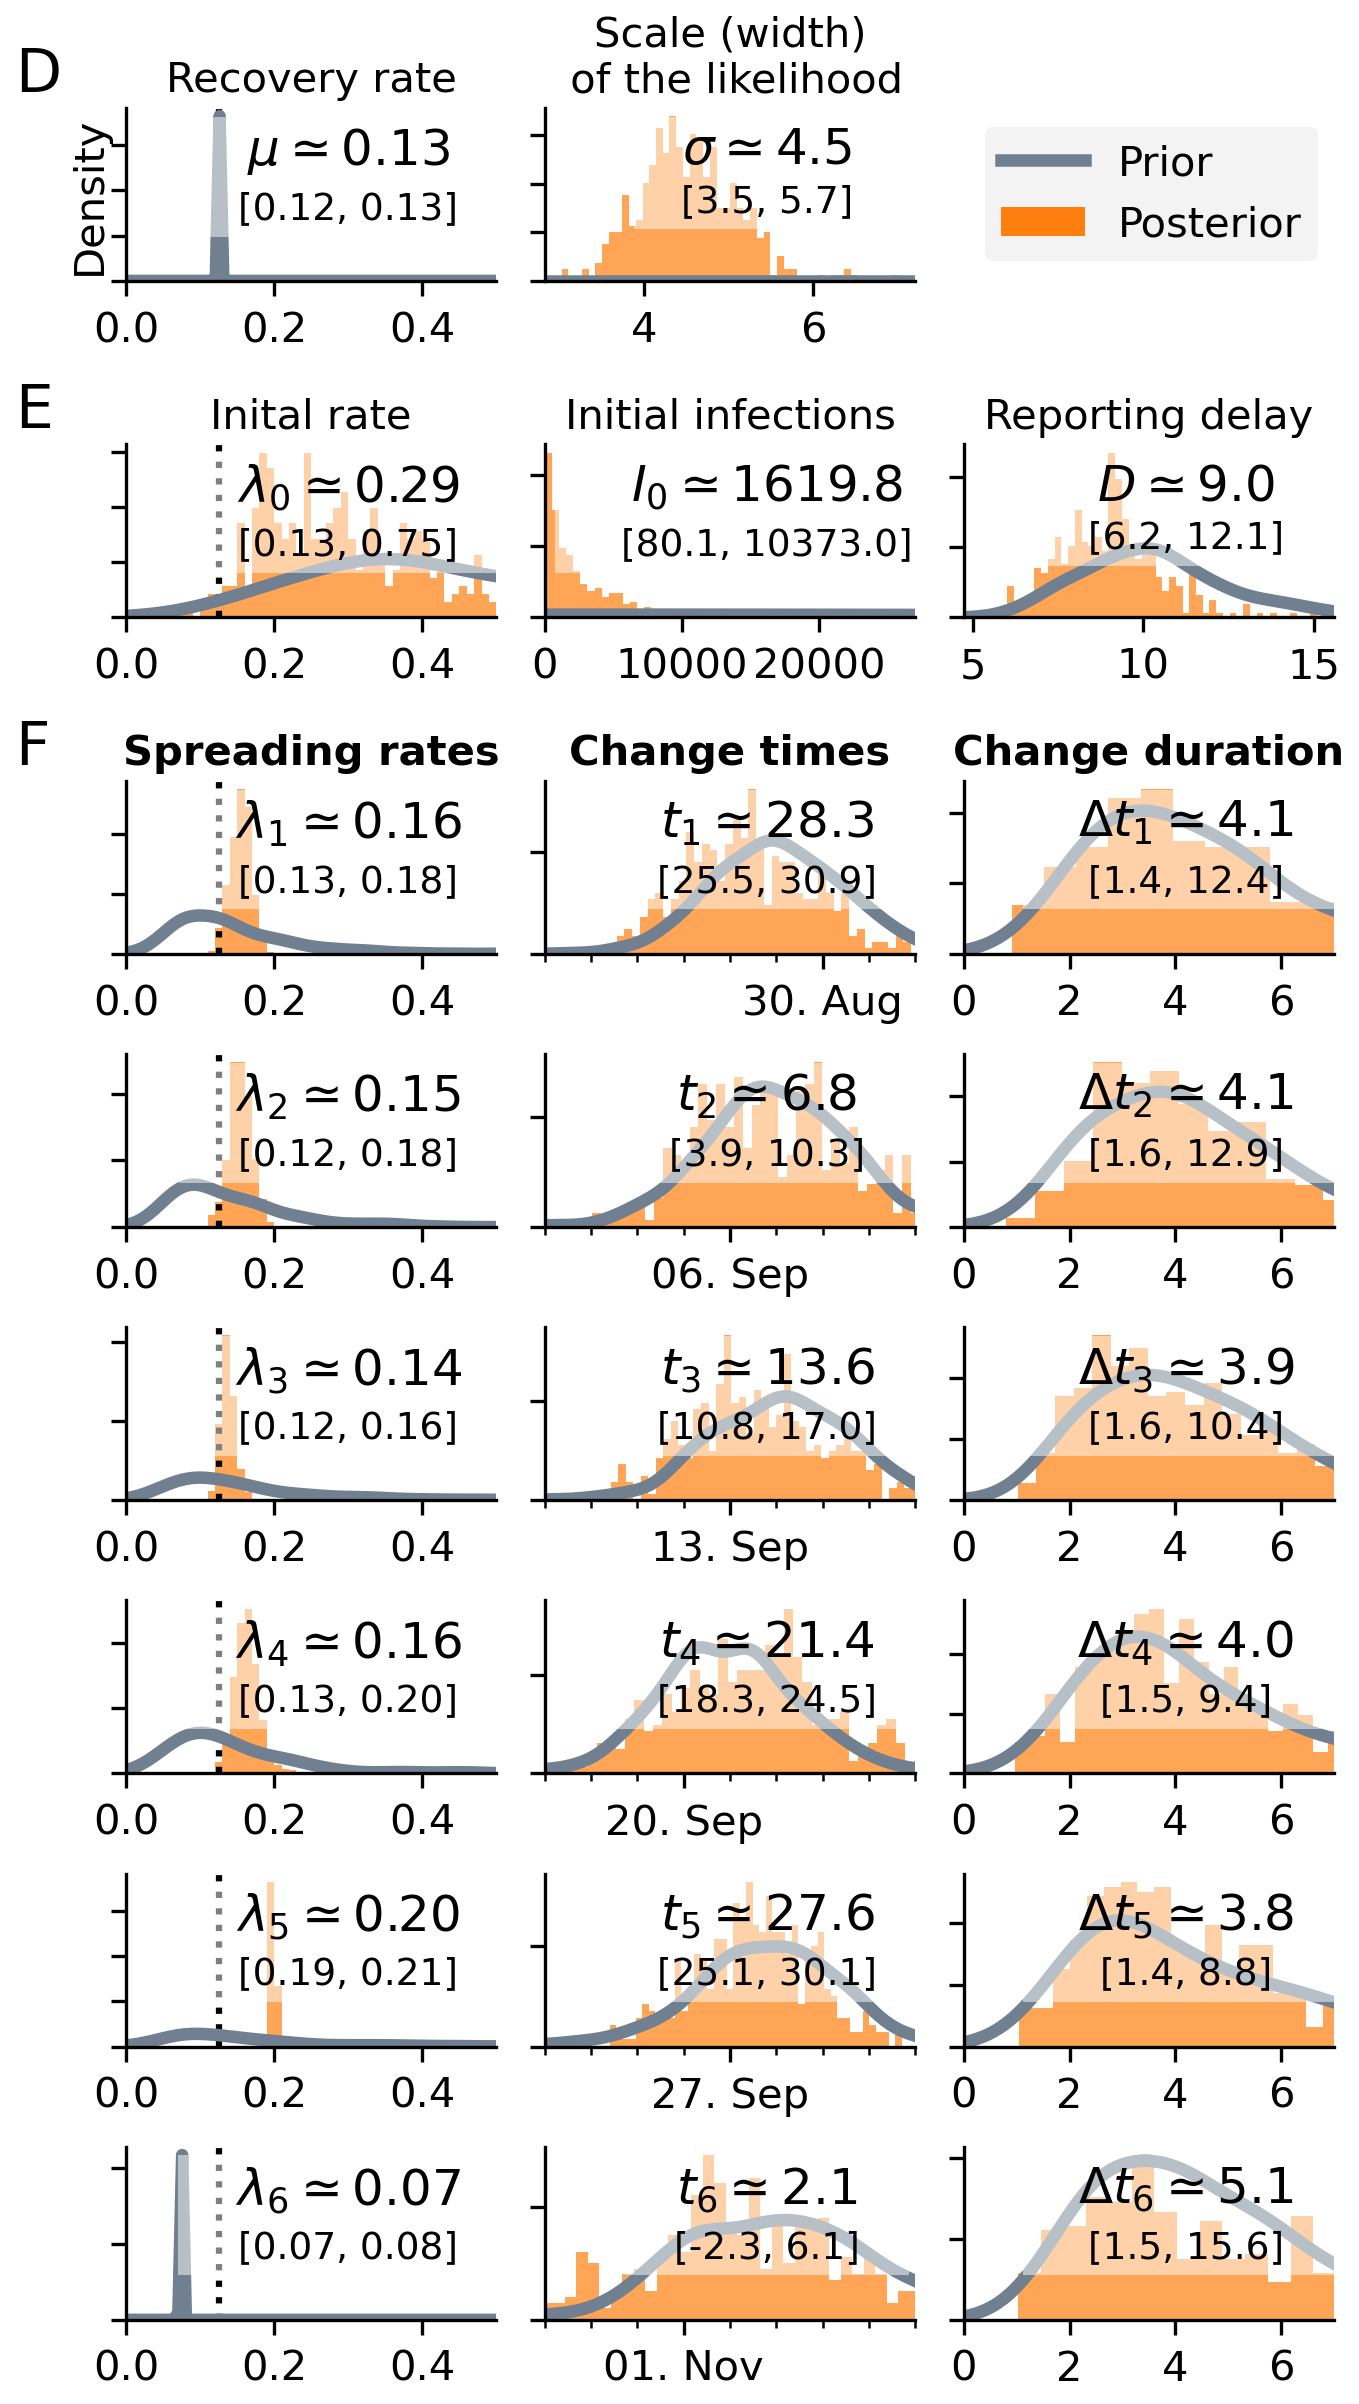 D
Recovery rate
Scale (width)
of the likelihood
Density
μ ≃ 0.13
[0.12, 0.13]
σ ≃ 4.5
[3.5, 5.7]
Prior
Posterior
0.0 0.2 0.4
4 6
E
Inital rate
Initial infections
Reporting delay
λ0 ≃ 0.29
[0.13, 0.75]
I0 ≃ 1619.8
[80.1, 10373.0]
D ≃ 9.0
[6.2, 12.1]
0.0 0.2 0.4
0 10000 20000
5 10 15
F
Spreading rates
Change times
Change duration
λ1 ≃ 0.16
[0.13, 0.18]
t1 ≃ 28.3
[25.5, 30.9]
Δt1 ≃ 4.1
[1.4, 12.4]
0.0 0.2 0.4
30. Aug
0 2 4 6
λ2 ≃ 0.15
[0.12, 0.18]
t2 ≃ 6.8
[3.9, 10.3]
Δt2 ≃ 4.1
[1.6, 12.9]
0.0 0.2 0.4
06. Sep
0 2 4 6
λ3 ≃ 0.14
[0.12, 0.16]
t3 ≃ 13.6
[10.8, 17.0]
Δt3 ≃ 3.9
[1.6, 10.4]
0.0 0.2 0.4
13. Sep
0 2 4 6
λ4 ≃ 0.16
[0.13, 0.20]
t4 ≃ 21.4
[18.3, 24.5]
Δt4 ≃ 4.0
[1.5, 9.4]
0.0 0.2 0.4
20. Sep
0 2 4 6
λ5 ≃ 0.20
[0.19, 0.21]
t5 ≃ 27.6
[25.1, 30.1]
Δt5 ≃ 3.8
[1.4, 8.8]
0.0 0.2 0.4
27. Sep
0 2 4 6
λ6 ≃ 0.07
[0.07, 0.08]
t6 ≃ 2.1
[-2.3, 6.1]
Δt6 ≃ 5.1
[1.5, 15.6]
0.0 0.2 0.4
01. Nov
0 2 4 6